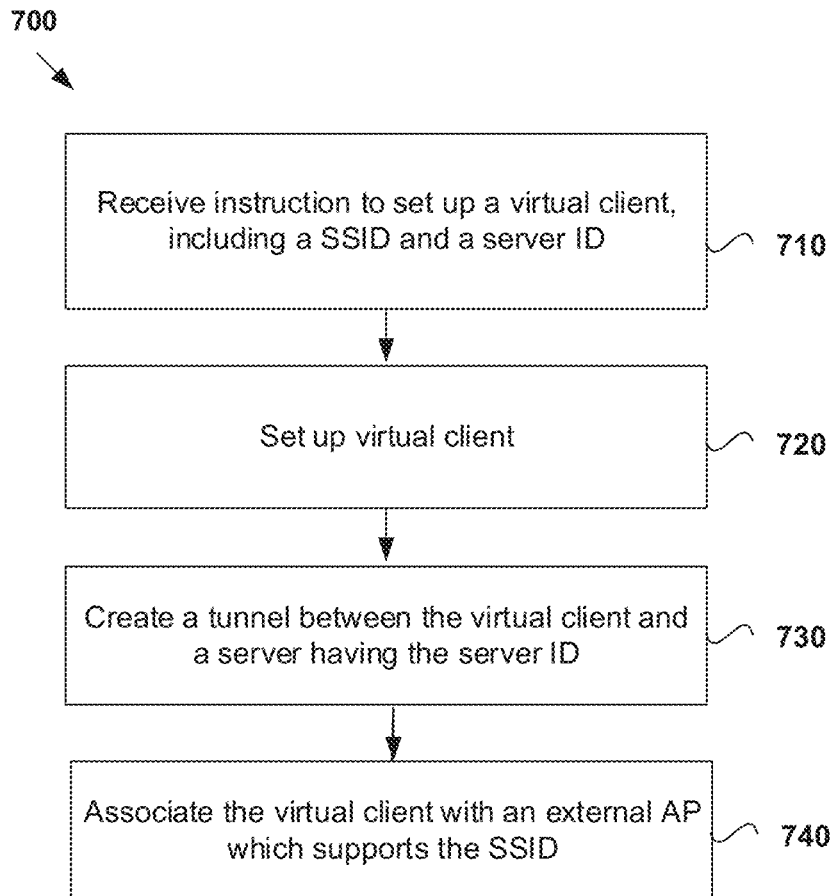 700
Receive instruction to set up a virtual client,
including a SSID and a server ID
710
Set up virtual client
720
Create a tunnel between the virtual client and
a server having the server ID
730
Associate the virtual client with an external AP
which supports the SSID
740